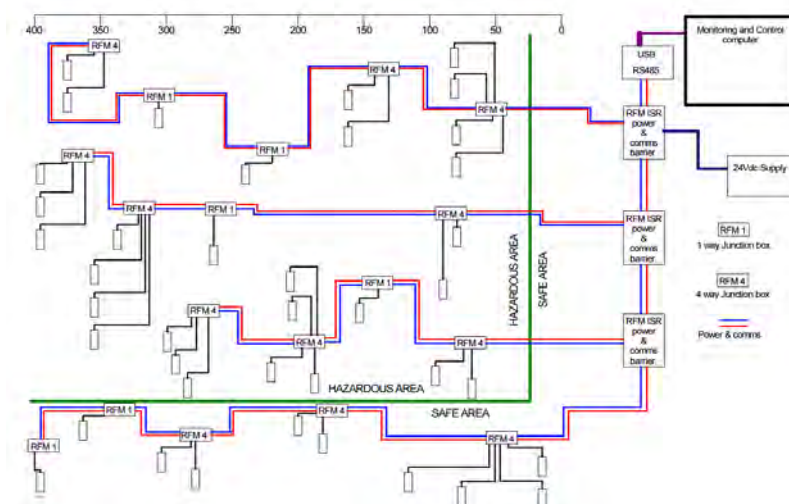 400 350 300 250 200 150 100 50 0
Monitoring and Control
computer
USB
RS485
RFM 4
RFM 1
RFM 4
RFM 4
RFM 1
RFM ISR
power
&
comms
barrier
24Vdc Supply
RFM 4
RFM 4
RFM 1
RFM 4
RFM ISR
power
&
comms
barrier
RFM 1
1 way Junction box
RFM 4
4 way Junction box
Power & comms
HAZARDOUS AREA
SAFE AREA
RFM 4
RFM 4
RFM 1
RFM 4
RFM ISR
power
&
comms
barrier
HAZARDOUS AREA
SAFE AREA
RFM 1
RFM 1
RFM 4
RFM 4
RFM 4